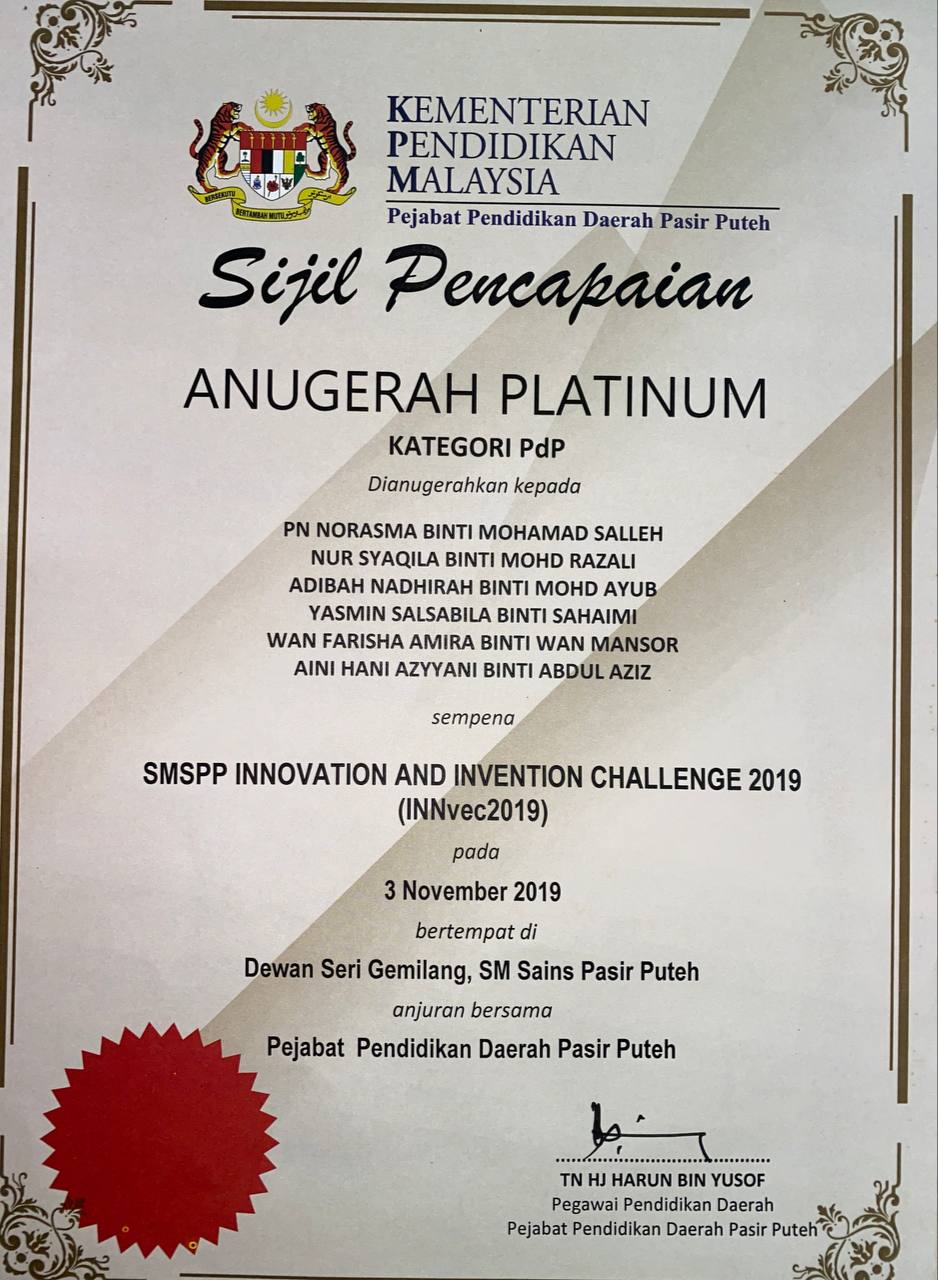 KEMENTERIAN
PENDIDIKAN
MALAYSIA
Pejabat Pendidikan Daerah Pasir Puteh
BERSEKUTU
BERTAMBAH MUTU
Sijil Pencapaian
ANUGERAH PLATINUM
KATEGORI PdP
Dianugerahkan kepada
PN NORASMA BINTI MOHAMAD SALLEH
NUR SYAQILA BINTI MOHD RAZALI
ADIBAH NADHIRAH BINTI MOHD AYUB
YASMIN SALSABILA BINTI SAHAIMI
WAN FARISHA AMIRA BINTI WAN MANSOR
AINI HANI AZYYANI BINTI ABDUL AZIZ
sempena
SMSPP INNOVATION AND INVENTION CHALLENGE 2019
(INNvec2019)
pada
3 November 2019
bertempat di
Dewan Seri Gemilang, SM Sains Pasir Puteh
anjuran bersama
Pejabat Pendidikan Daerah Pasir Puteh
TN HJ HARUN BIN YUSOF
Pegawai Pendidikan Daerah
Pejabat Pendidikan Daerah Pasir Puteh